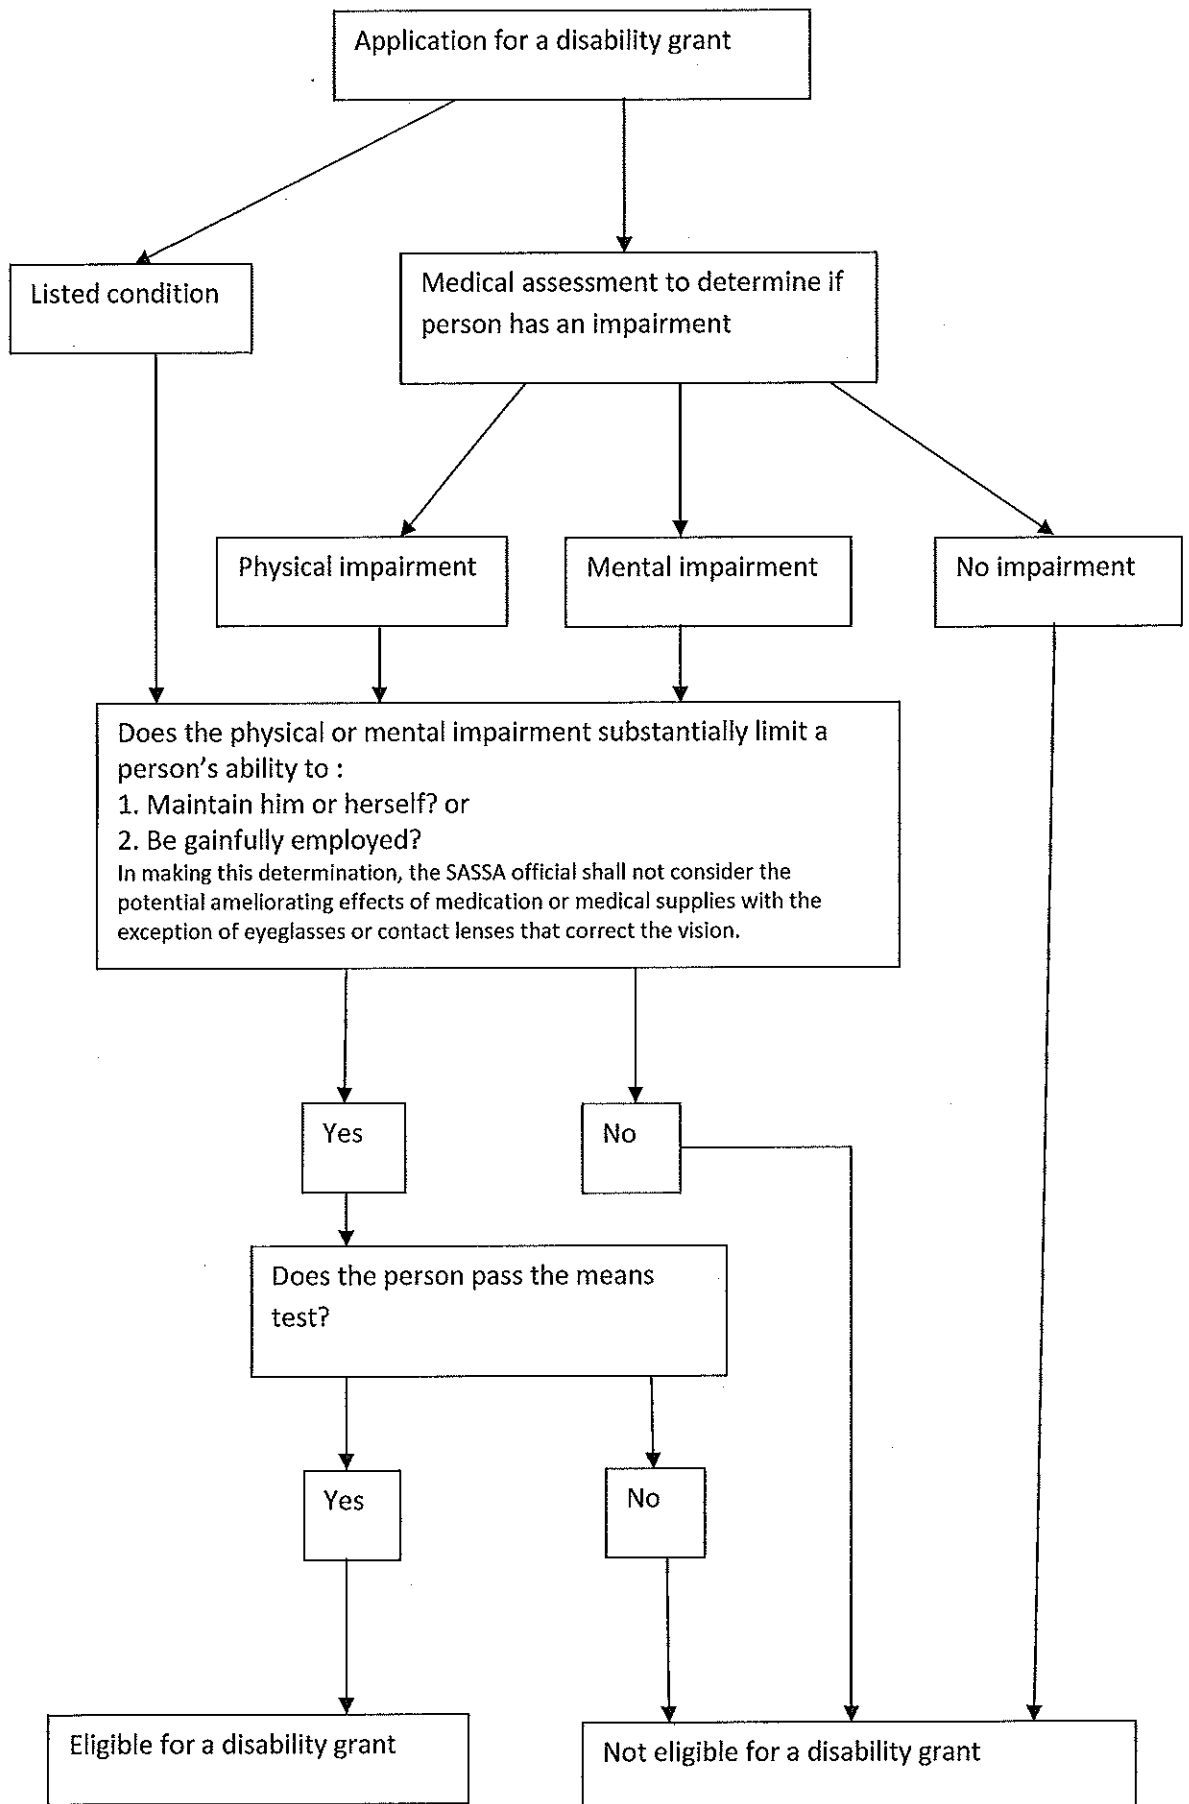 Application for a disability grant
Listed condition
Medical assessment to determine if
person has an impairment
Physical impairment
Mental impairment
No impairment
Does the physical or mental impairment substantially limit a
person's ability to :
1. Maintain him or herself? or
2. Be gainfully employed?
In making this determination, the SASSA official shall not consider the
potential ameliorating effects of medication or medical supplies with the
exception of eyeglasses or contact lenses that correct the vision.
Yes
No
Does the person pass the means
test?
Yes
No
Eligible for a disability grant
Not eligible for a disability grant